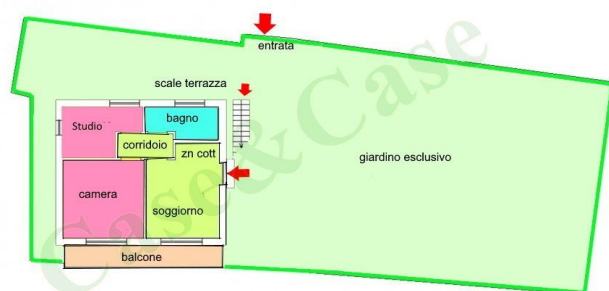 entrata
scale terrazza
bagno
Studio
corridoio
zn cott
giardino esclusivo
camera
soggiorno
balcone
Case&Case